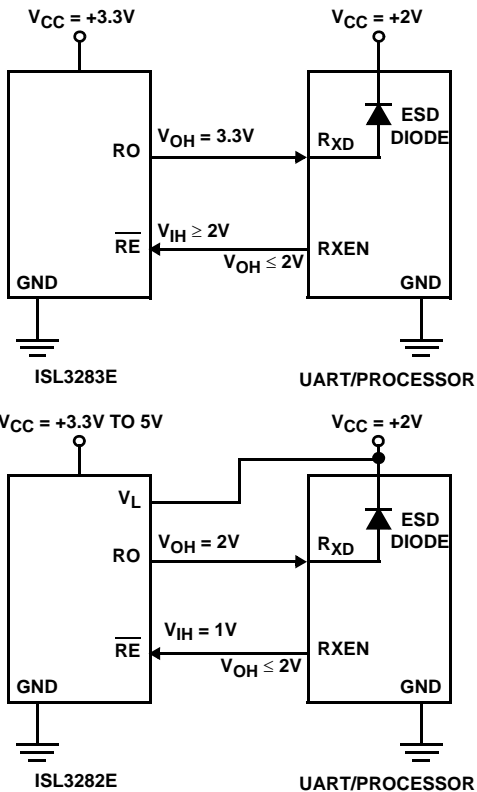 VCC = +3.3V
VCC = +2V
ESD
DIODE
RO
VOH = 3.3V
RXD
RE
VIH ≥ 2V
VOH ≤ 2V
RXEN
GND
GND
ISL3283E
UART/PROCESSOR
VCC = +3.3V TO 5V
VCC = +2V
VL
ESD
DIODE
RO
VOH = 2V
RXD
RE
VIH = 1V
VOH ≤ 2V
RXEN
GND
GND
ISL3282E
UART/PROCESSOR